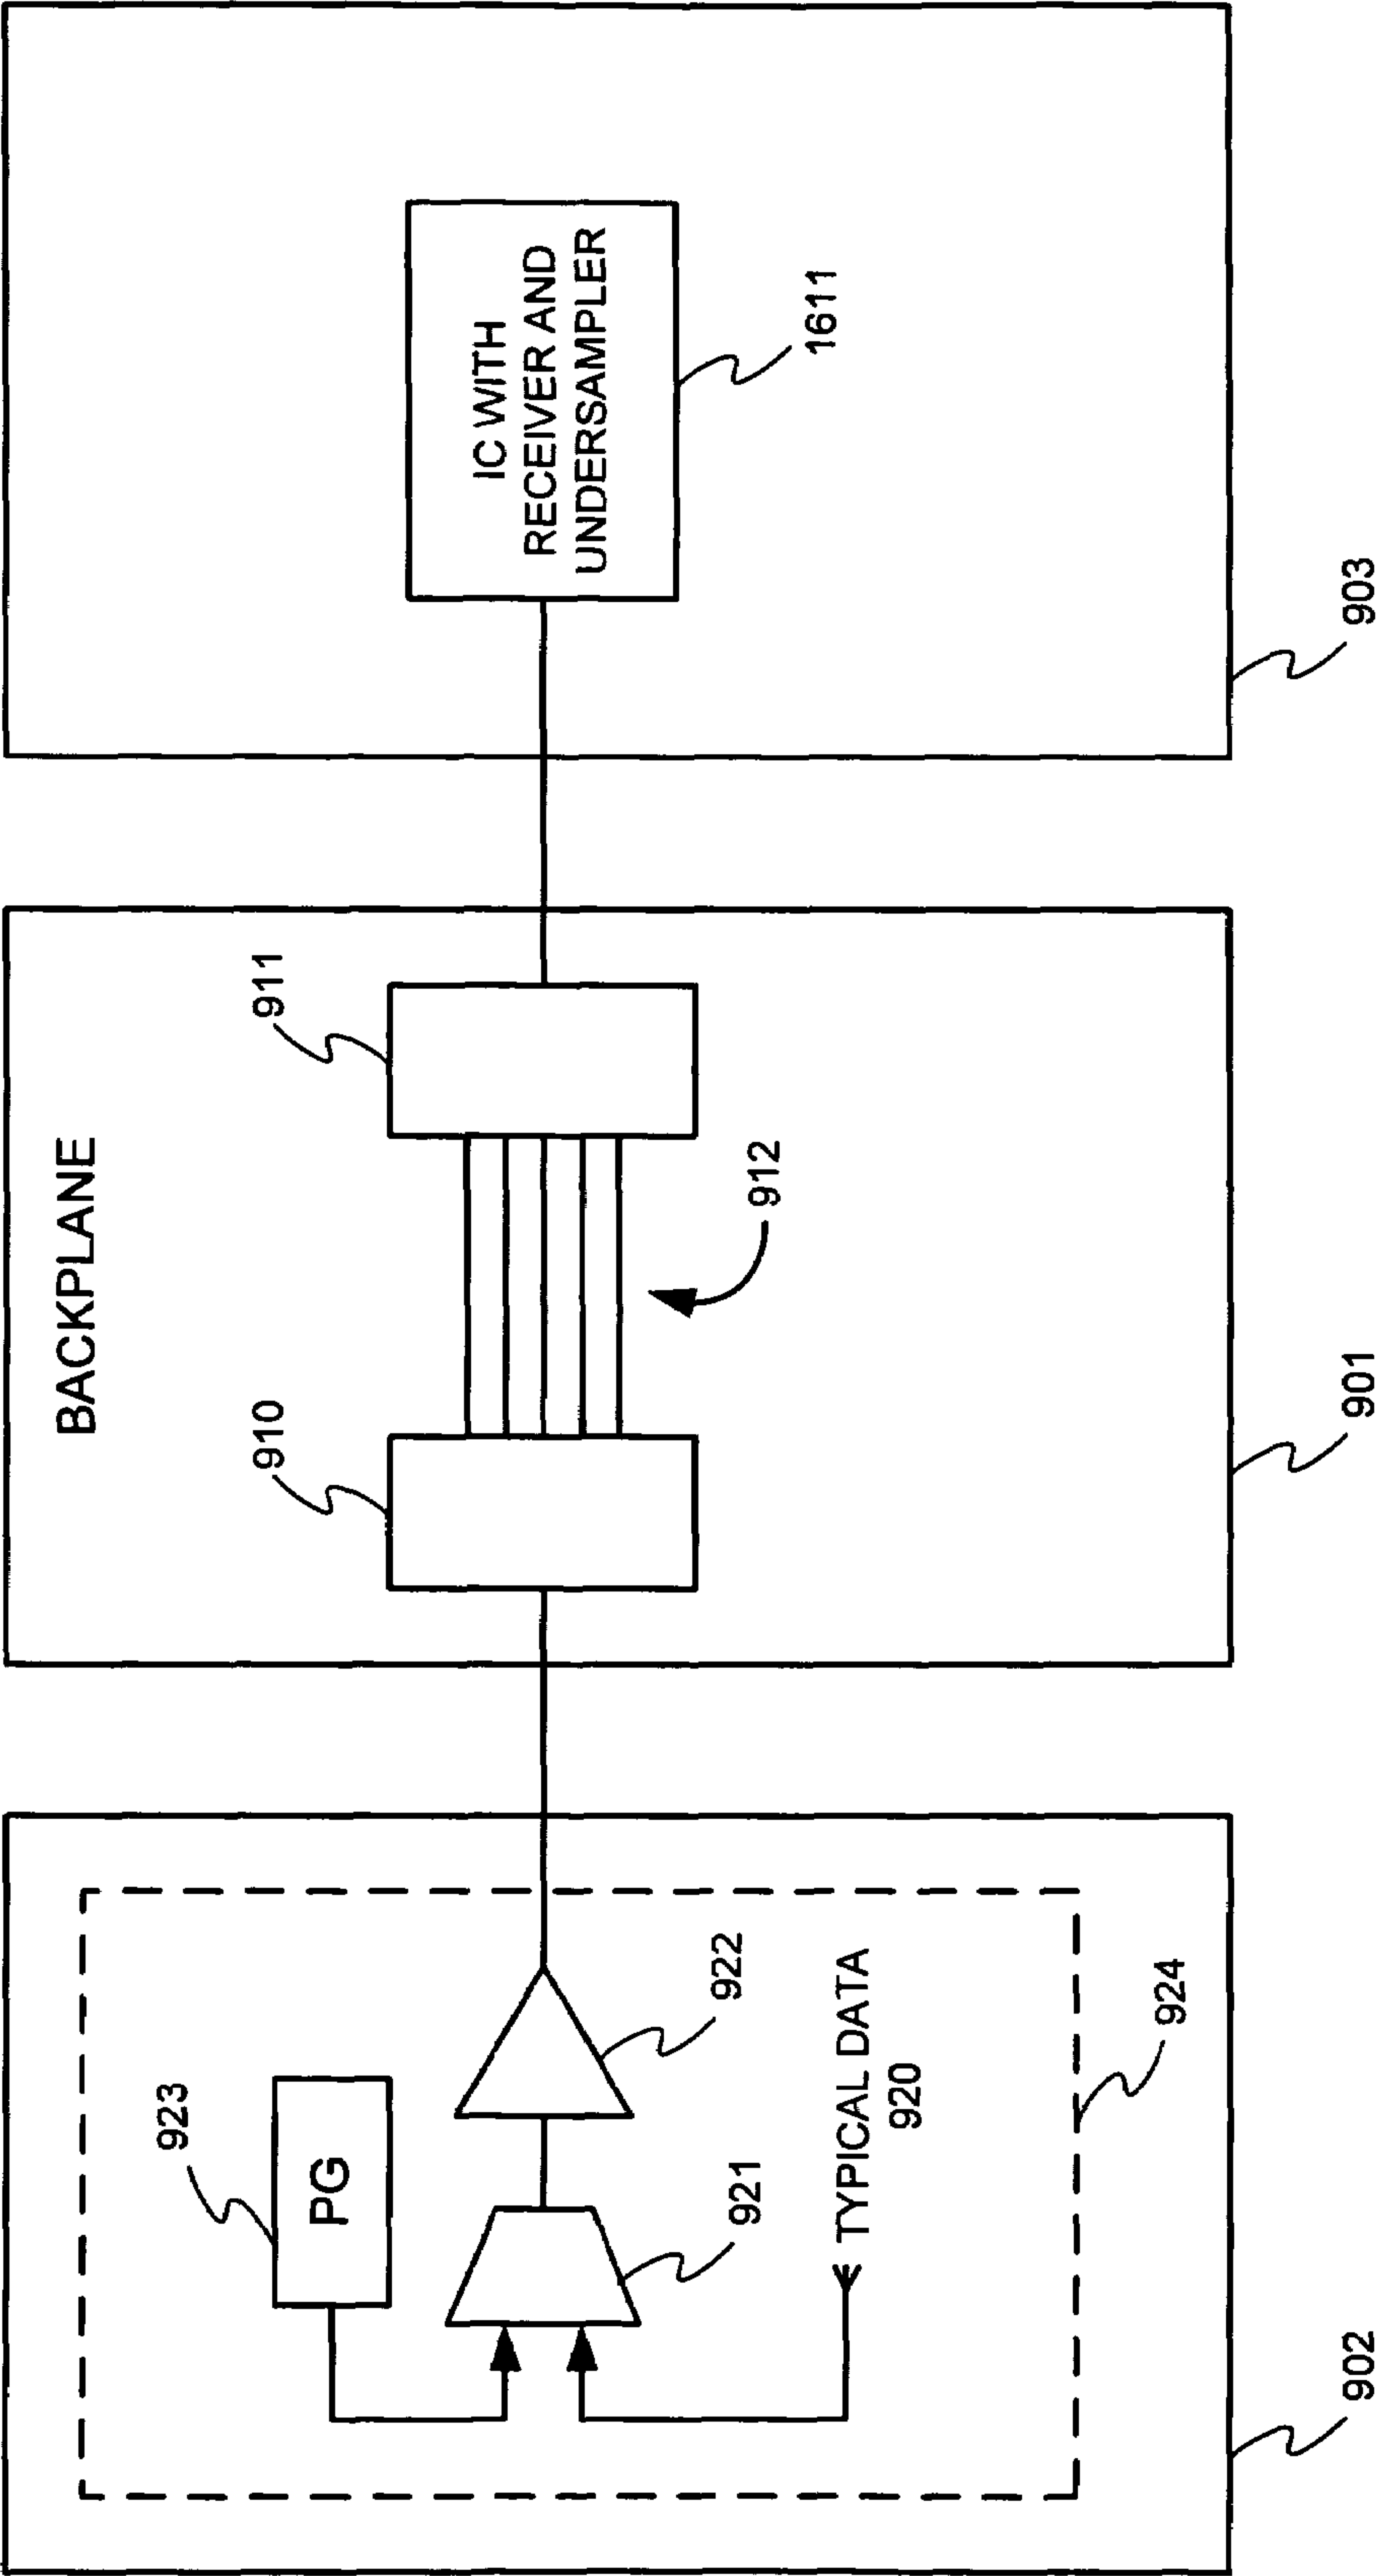 BACKPLANE
923
PG
922
921
TYPICAL DATA
920
924
902
910
911
912
901
IC WITH
RECEIVER AND
UNDERSAMPLER
1611
903